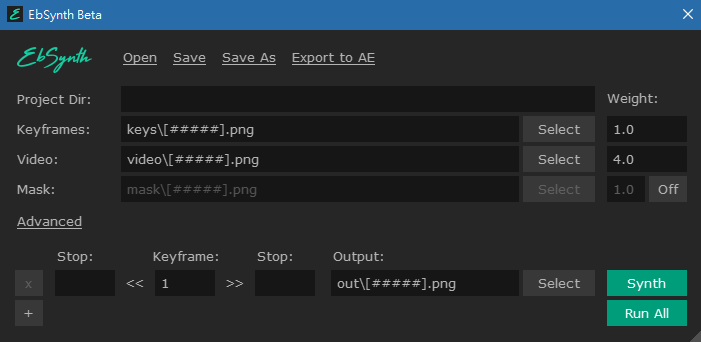 EbSynth Beta
EbSynth Open Save Save As Export to AE
Project Dir: Weight:
Keyframes: keys\[#####].png Select 1.0
Video: video\[#####].png Select 4.0
Mask: mask\[#####].png Select 1.0 Off
Advanced
Stop: Keyframe: Stop: Output:
x << 1 >> out\[#####].png Select Synth
+ Run All